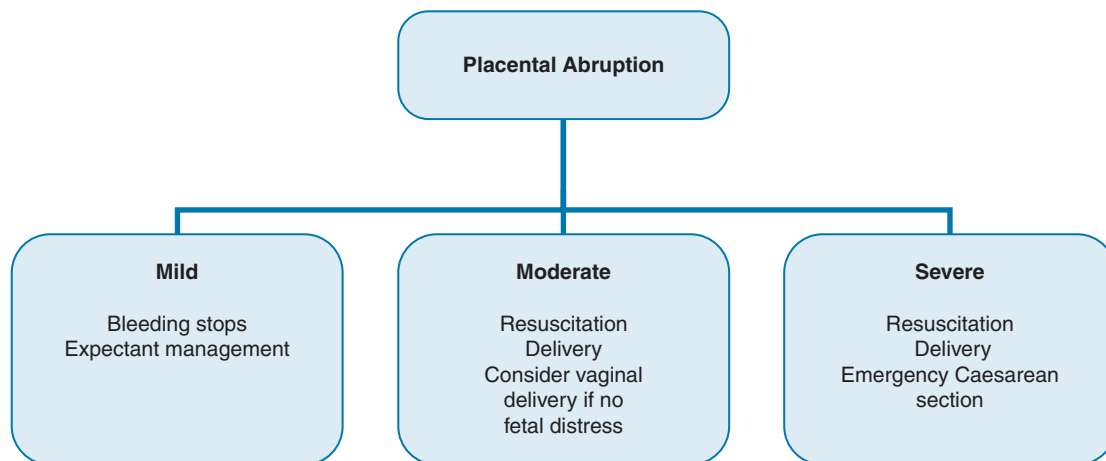 Placental Abruption
Mild
Bleeding stops
Expectant management
Moderate
Resuscitation
Delivery
Consider vaginal
delivery if no
fetal distress
Severe
Resuscitation
Delivery
Emergency Caesarean
section